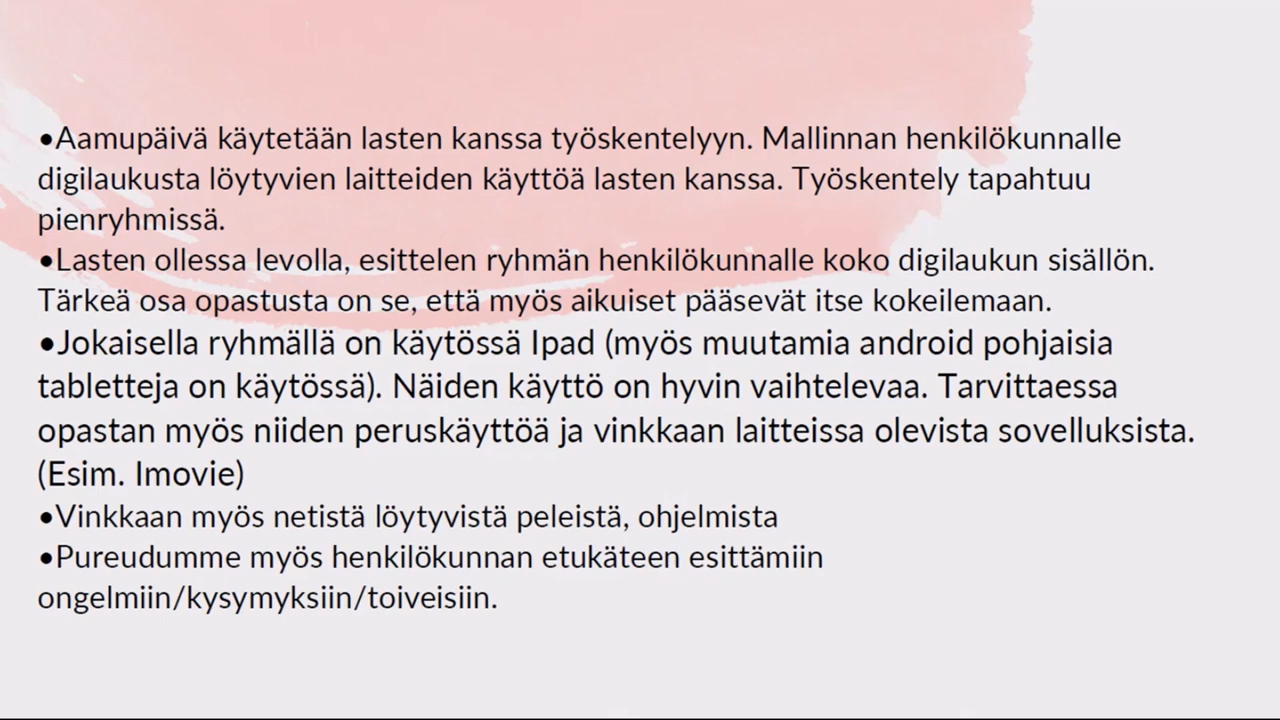 •Aamupäivä käytetään lasten kanssa työskentelyyn. Mallinnan henkilökunnalle
digilaukusta löytyvien laitteiden käyttöä lasten kanssa. Työskentely tapahtuu
pienryhmissä.
•Lasten ollessa levolla, esittelen ryhmän henkilökunnalle koko digilaukun sisällön.
Tärkeä osa opastusta on se, että myös aikuiset pääsevät itse kokeilemaan.
•Jokaisella ryhmällä on käytössä Ipad (myös muutamia android pohjaisia
tabletteja on käytössä). Näiden käyttö on hyvin vaihtelevaa. Tarvittaessa
opastan myös niiden peruskäyttöä ja vinkkaan laitteissa olevista sovelluksista.
(Esim. Imovie)
•Vinkkaan myös netistä löytyvistä peleistä, ohjelmista
•Pureudumme myös henkilökunnan etukäteen esittämiin
ongelmiin/kysymyksiin/toiveisiin.